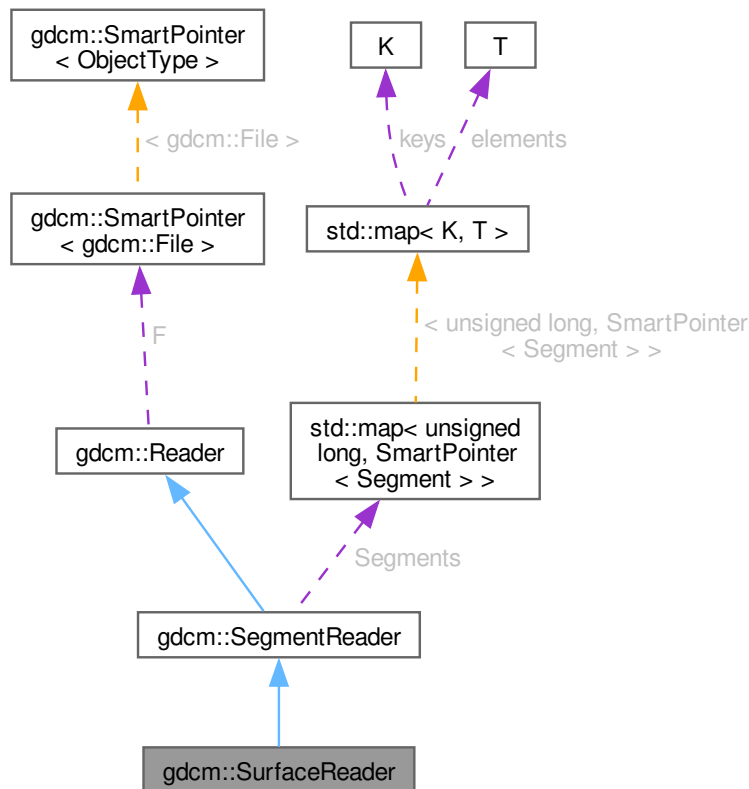 gdcm::SmartPointer
< ObjectType >
K
T
< gdcm::File >
keys
elements
gdcm::SmartPointer
< gdcm::File >
std::map< K, T >
F
< unsigned long, SmartPointer
< Segment > >
gdcm::Reader
std::map< unsigned
long, SmartPointer
< Segment > >
Segments
gdcm::SegmentReader
gdcm::SurfaceReader